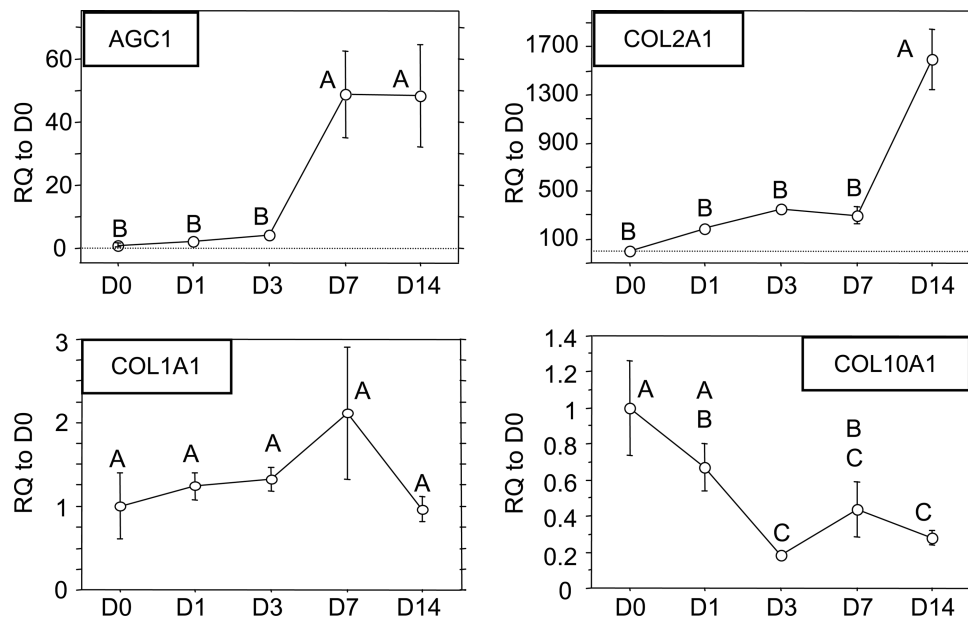 AGC1
RQ to D0
60
40
20
0
B
B
B
A
A
D0 D1 D3 D7 D14
COL2A1
RQ to D0
1700
1300
900
500
100
B
B
B
B
A
D0 D1 D3 D7 D14
COL1A1
RQ to D0
3
2
1
0
A
A
A
A
A
D0 D1 D3 D7 D14
COL10A1
RQ to D0
1.4
1.2
1
0.8
0.6
0.4
0.2
0
A
A
B
C
B
C
C
D0 D1 D3 D7 D14